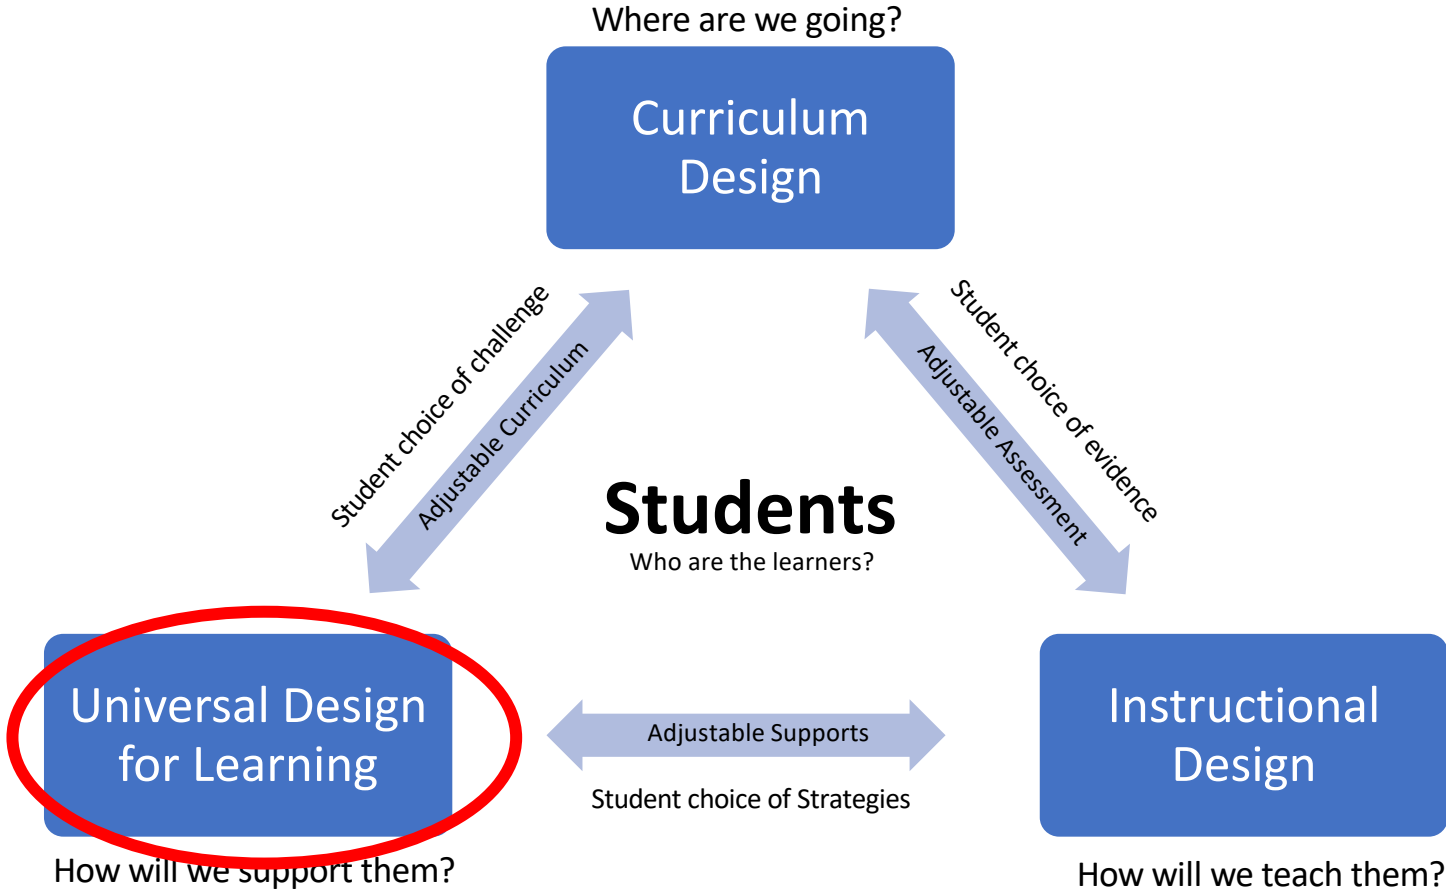 Where are we going?
Curriculum
Design
Student choice of challenge
Adjustable Curriculum
Adjustable Assessment
Student choice of evidence
Students
Who are the learners?
Universal Design
for Learning
Adjustable Supports
Student choice of Strategies
Instructional
Design
How will we support them?
How will we teach them?